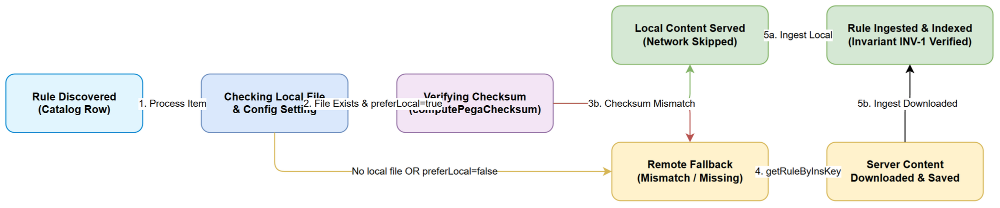 Rule Discovered
(Catalog Row)
1. Process Item
Checking Local File
& Config Setting
2. File Exists & preferLocal=true
Verifying Checksum
(computePegaChecksum)
3b. Checksum Mismatch
Local Content Served
(Network Skipped)
5a. Ingest Local
Rule Ingested & Indexed
(Invariant INV-1 Verified)
5b. Ingest Downloaded
No local file OR preferLocal=false
Remote Fallback
(Mismatch / Missing)
4. getRuleByInsKey
Server Content
Downloaded & Saved